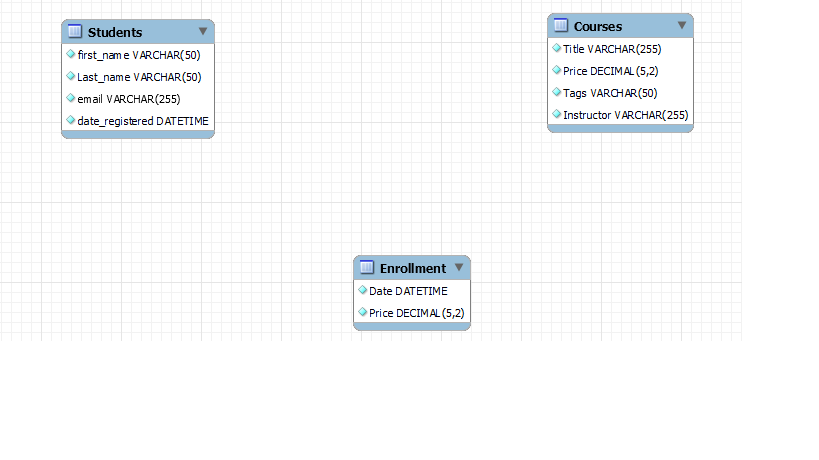 Students
first_name VARCHAR(50)
Last_name VARCHAR(50)
email VARCHAR(255)
date_registered DATETIME
Courses
Title VARCHAR(255)
Price DECIMAL(5,2)
Tags VARCHAR(50)
Instructor VARCHAR(255)
Enrollment
Date DATETIME
Price DECIMAL(5,2)